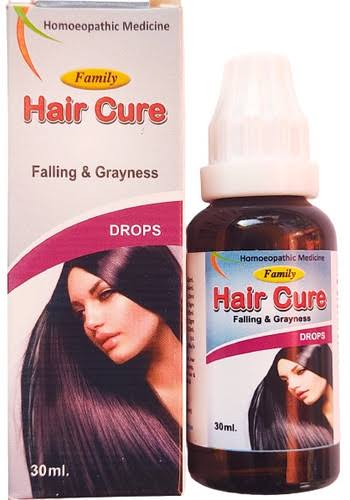 Homoeopathic Medicine
Family
Hair Cure
Falling & Grayness
DROPS
30ml.
Homoeopathic Medicine
Family
Hair Cure
Falling & Grayness
DROPS
30ml.